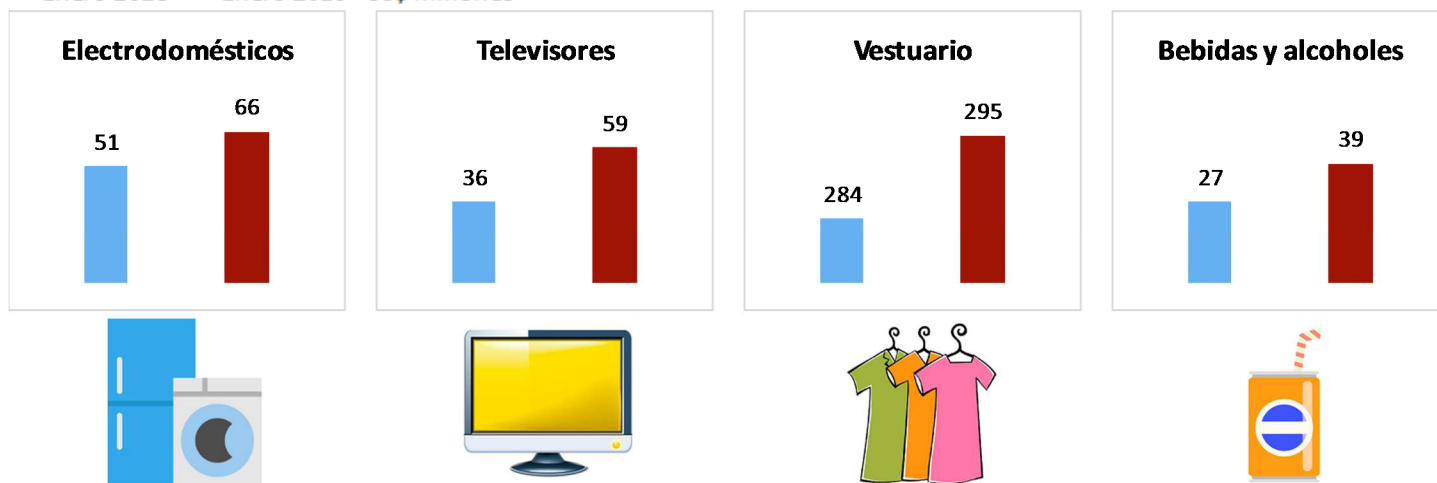 Electrodomésticos
51
66
Televisores
36
59
Vestuario
284
295
Bebidas y alcoholes
27
39